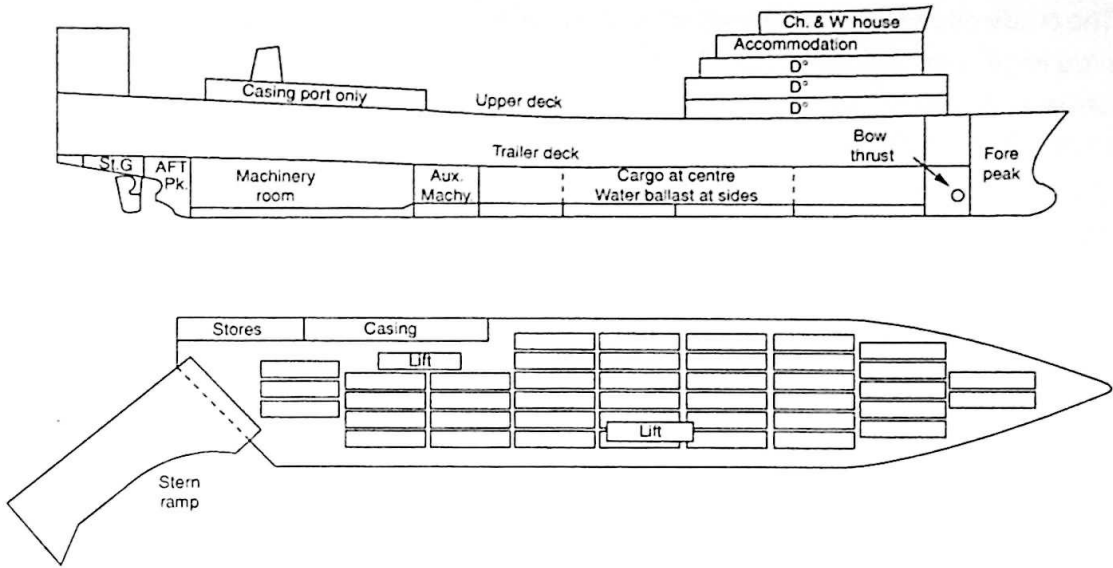 Ch. & W' house
Accommodation
D°
D°
D°
Casing port only
Upper deck
Trailer deck
Bow
thrust
Fore
peak
St.G
AFT
Pk.
Machinery
room
Aux.
Machy.
Cargo at centre
Water ballast at sides
Stores
Casing
Lift
Lift
Stern
ramp